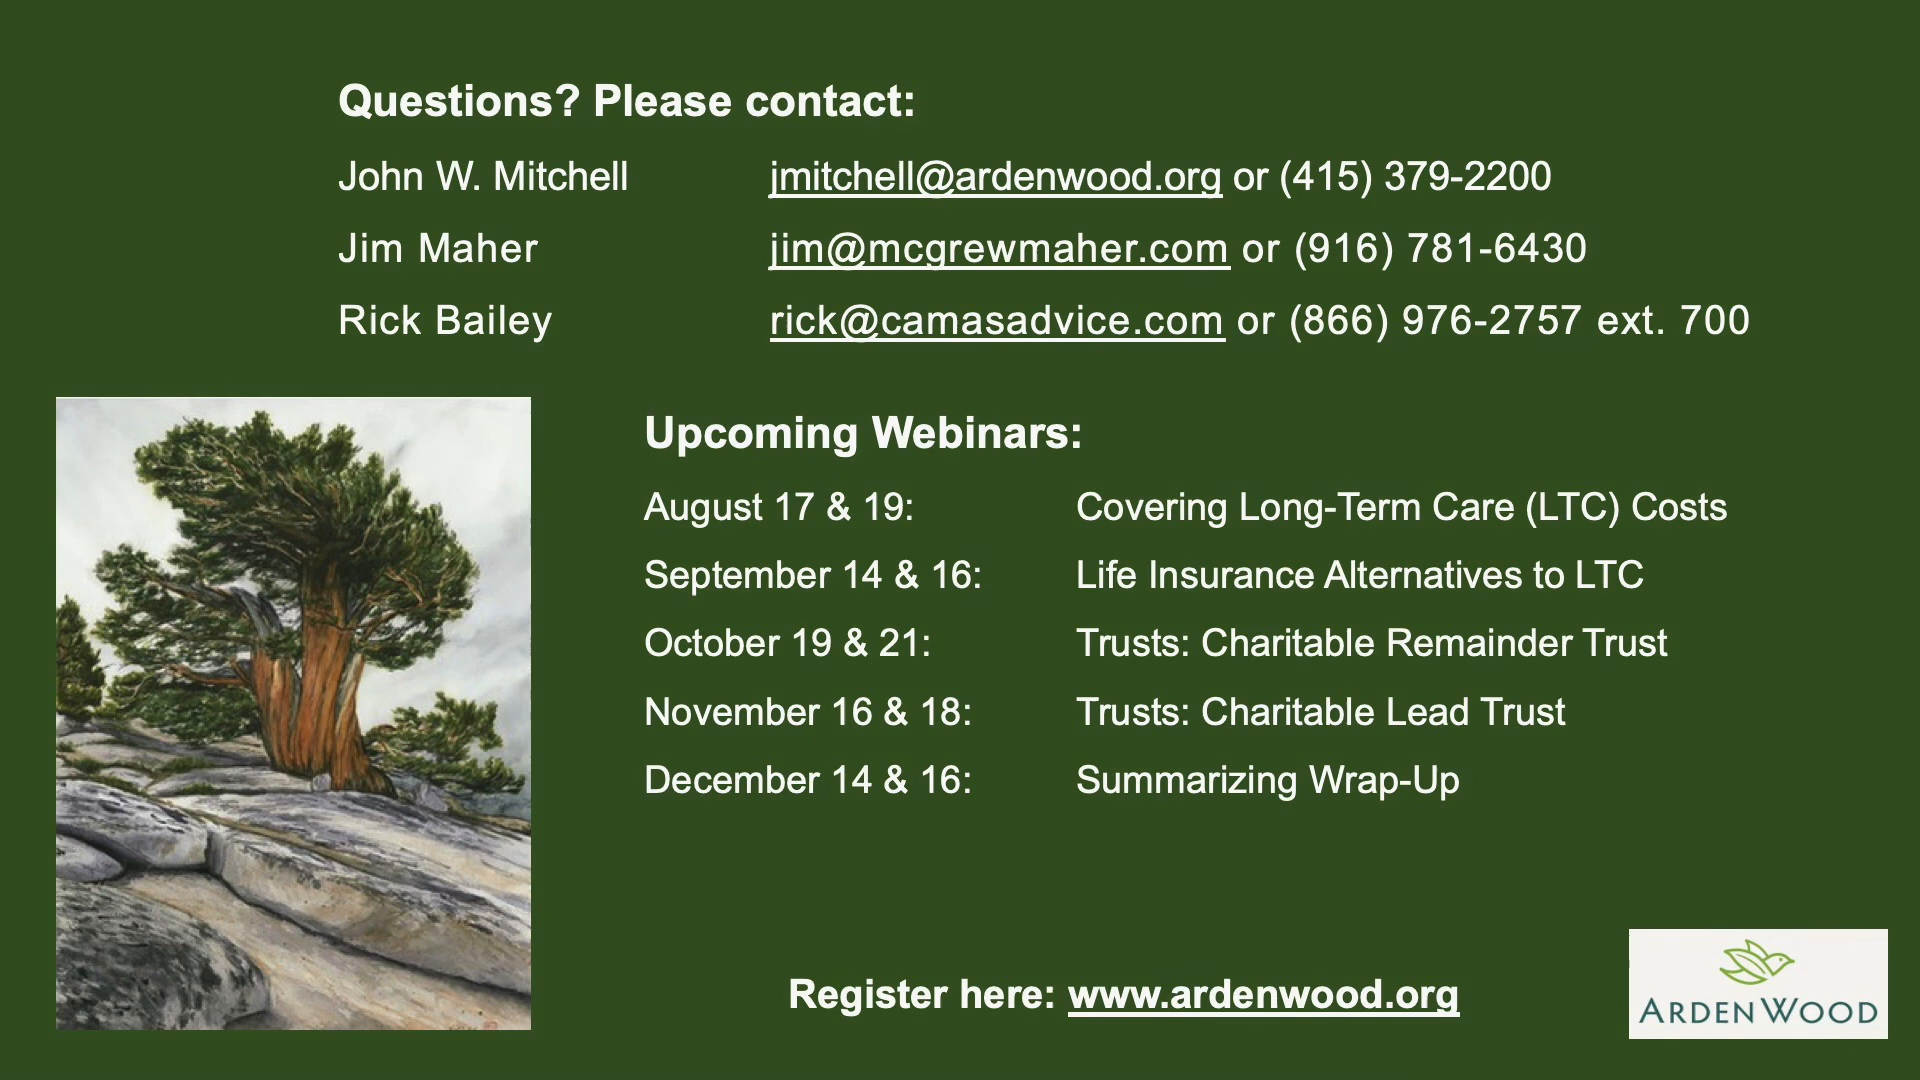 Questions? Please contact:
John W. Mitchell jmitchell@ardenwood.org or (415) 379-2200
Jim Maher jim@mcgrewmaher.com or (916) 781-6430
Rick Bailey rick@camasadvice.com or (866) 976-2757 ext. 700
Upcoming Webinars:
August 17 & 19: Covering Long-Term Care (LTC) Costs
September 14 & 16: Life Insurance Alternatives to LTC
October 19 & 21: Trusts: Charitable Remainder Trust
November 16 & 18: Trusts: Charitable Lead Trust
December 14 & 16: Summarizing Wrap-Up
Register here: www.ardenwood.org
ARDEN WOOD